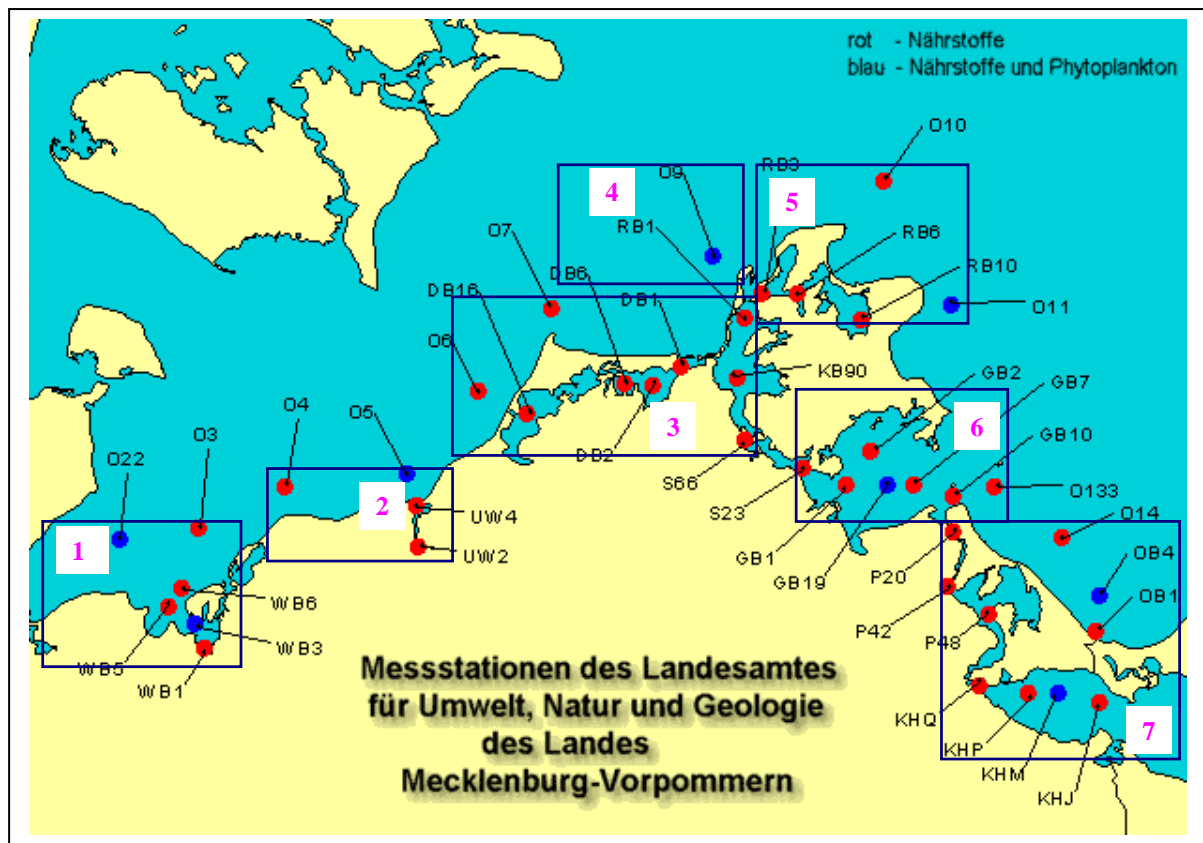 rot - Nährstoffe
blau - Nährstoffe und Phytoplankton
O10
RB3
O9
4
5
RB1
RB6
O7
DB6
RB10
DB16
DB1
O11
O6
KB90
GB2
GB7
O4
O5
3
6
GB10
O3
DB2
O22
S66
O133
2
S23
UW4
O14
1
GB1
UW2
GB19
P20
OB4
WB6
P42
OB1
WB3
P48
WB5
WB1
Messstationen des Landesamtes
für Umwelt, Natur und Geologie
des Landes
Mecklenburg-Vorpommern
KHQ
KHP
7
KHM
KHJ